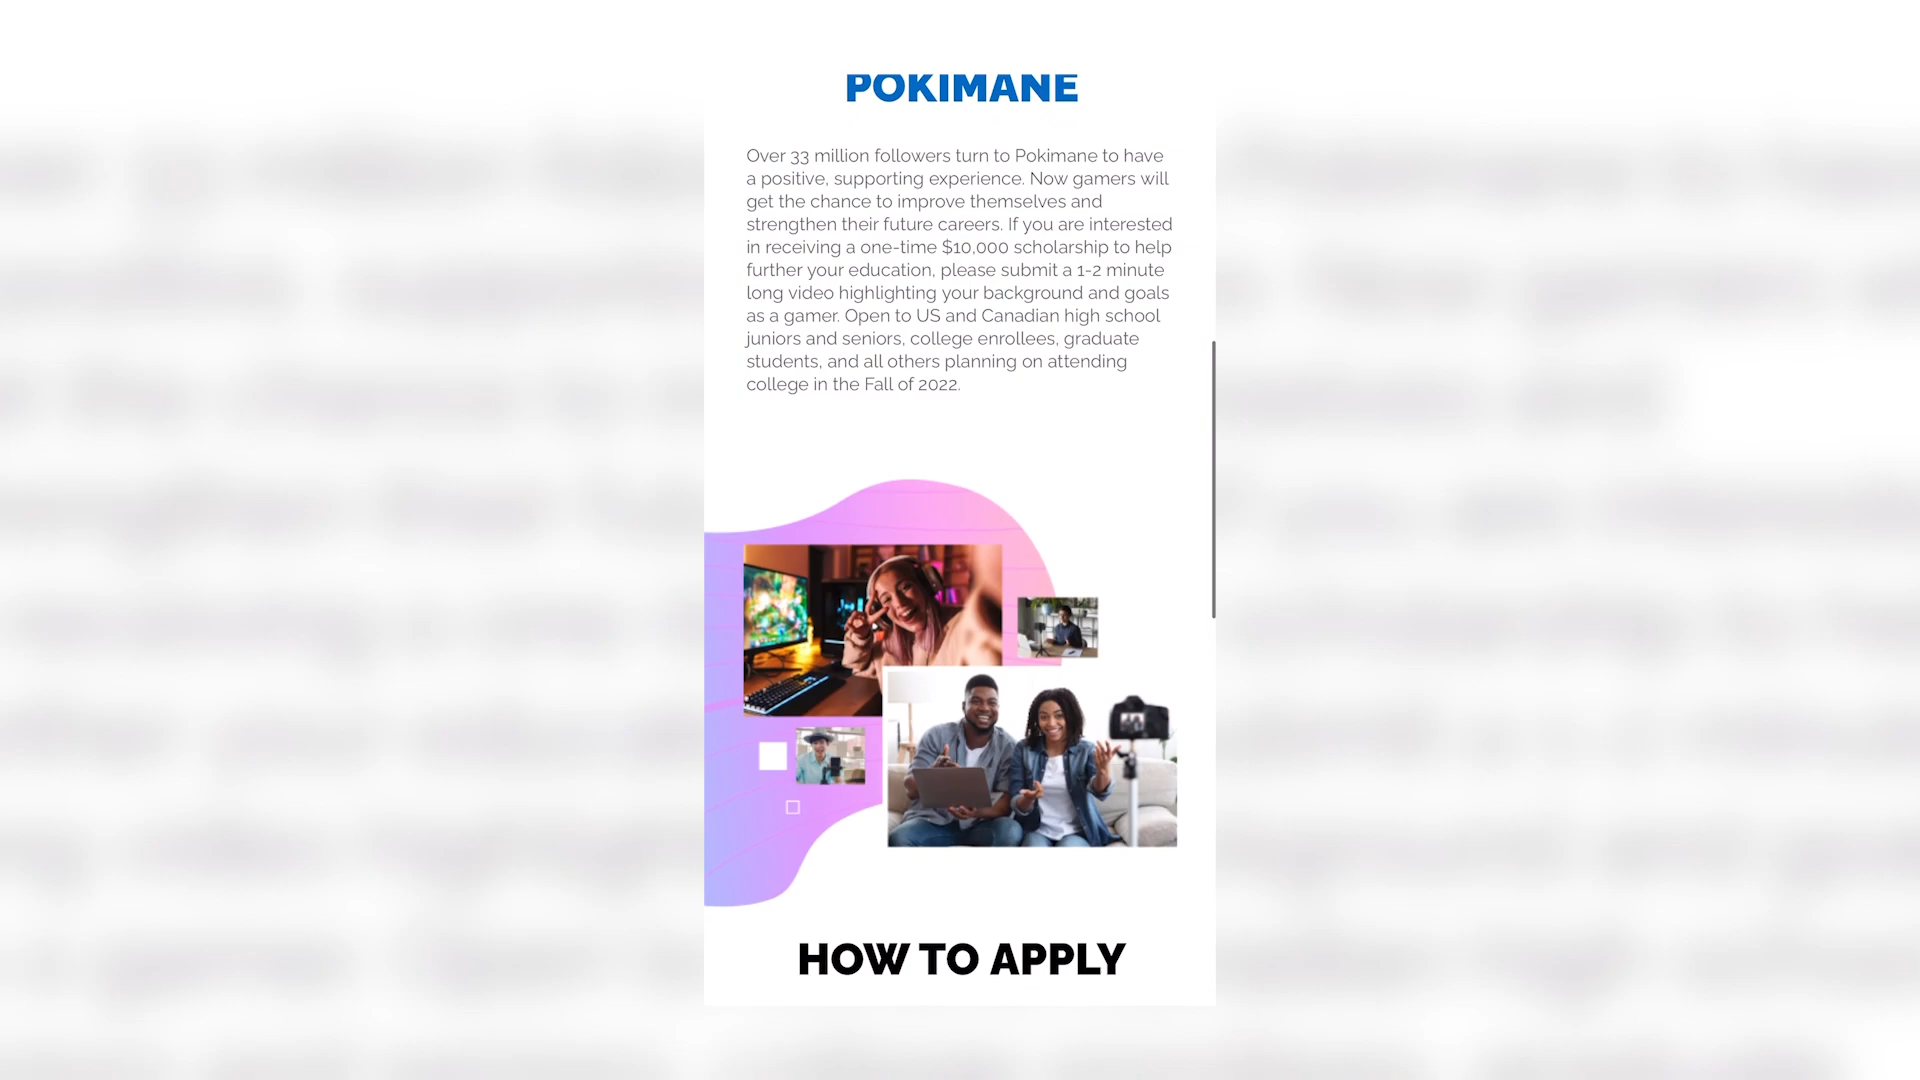 POKIMANE
Over 33 million followers turn to Pokimane to have
a positive, supporting experience. Now gamers will
get the chance to improve themselves and
strengthen their future careers. If you are interested
in receiving a one-time $10,000 scholarship to help
further your education, please submit a 1-2 minute
long video highlighting your background and goals
as a gamer. Open to US and Canadian high school
juniors and seniors, college enrollees, graduate
students, and all others planning on attending
college in the Fall of 2022.
HOW TO APPLY